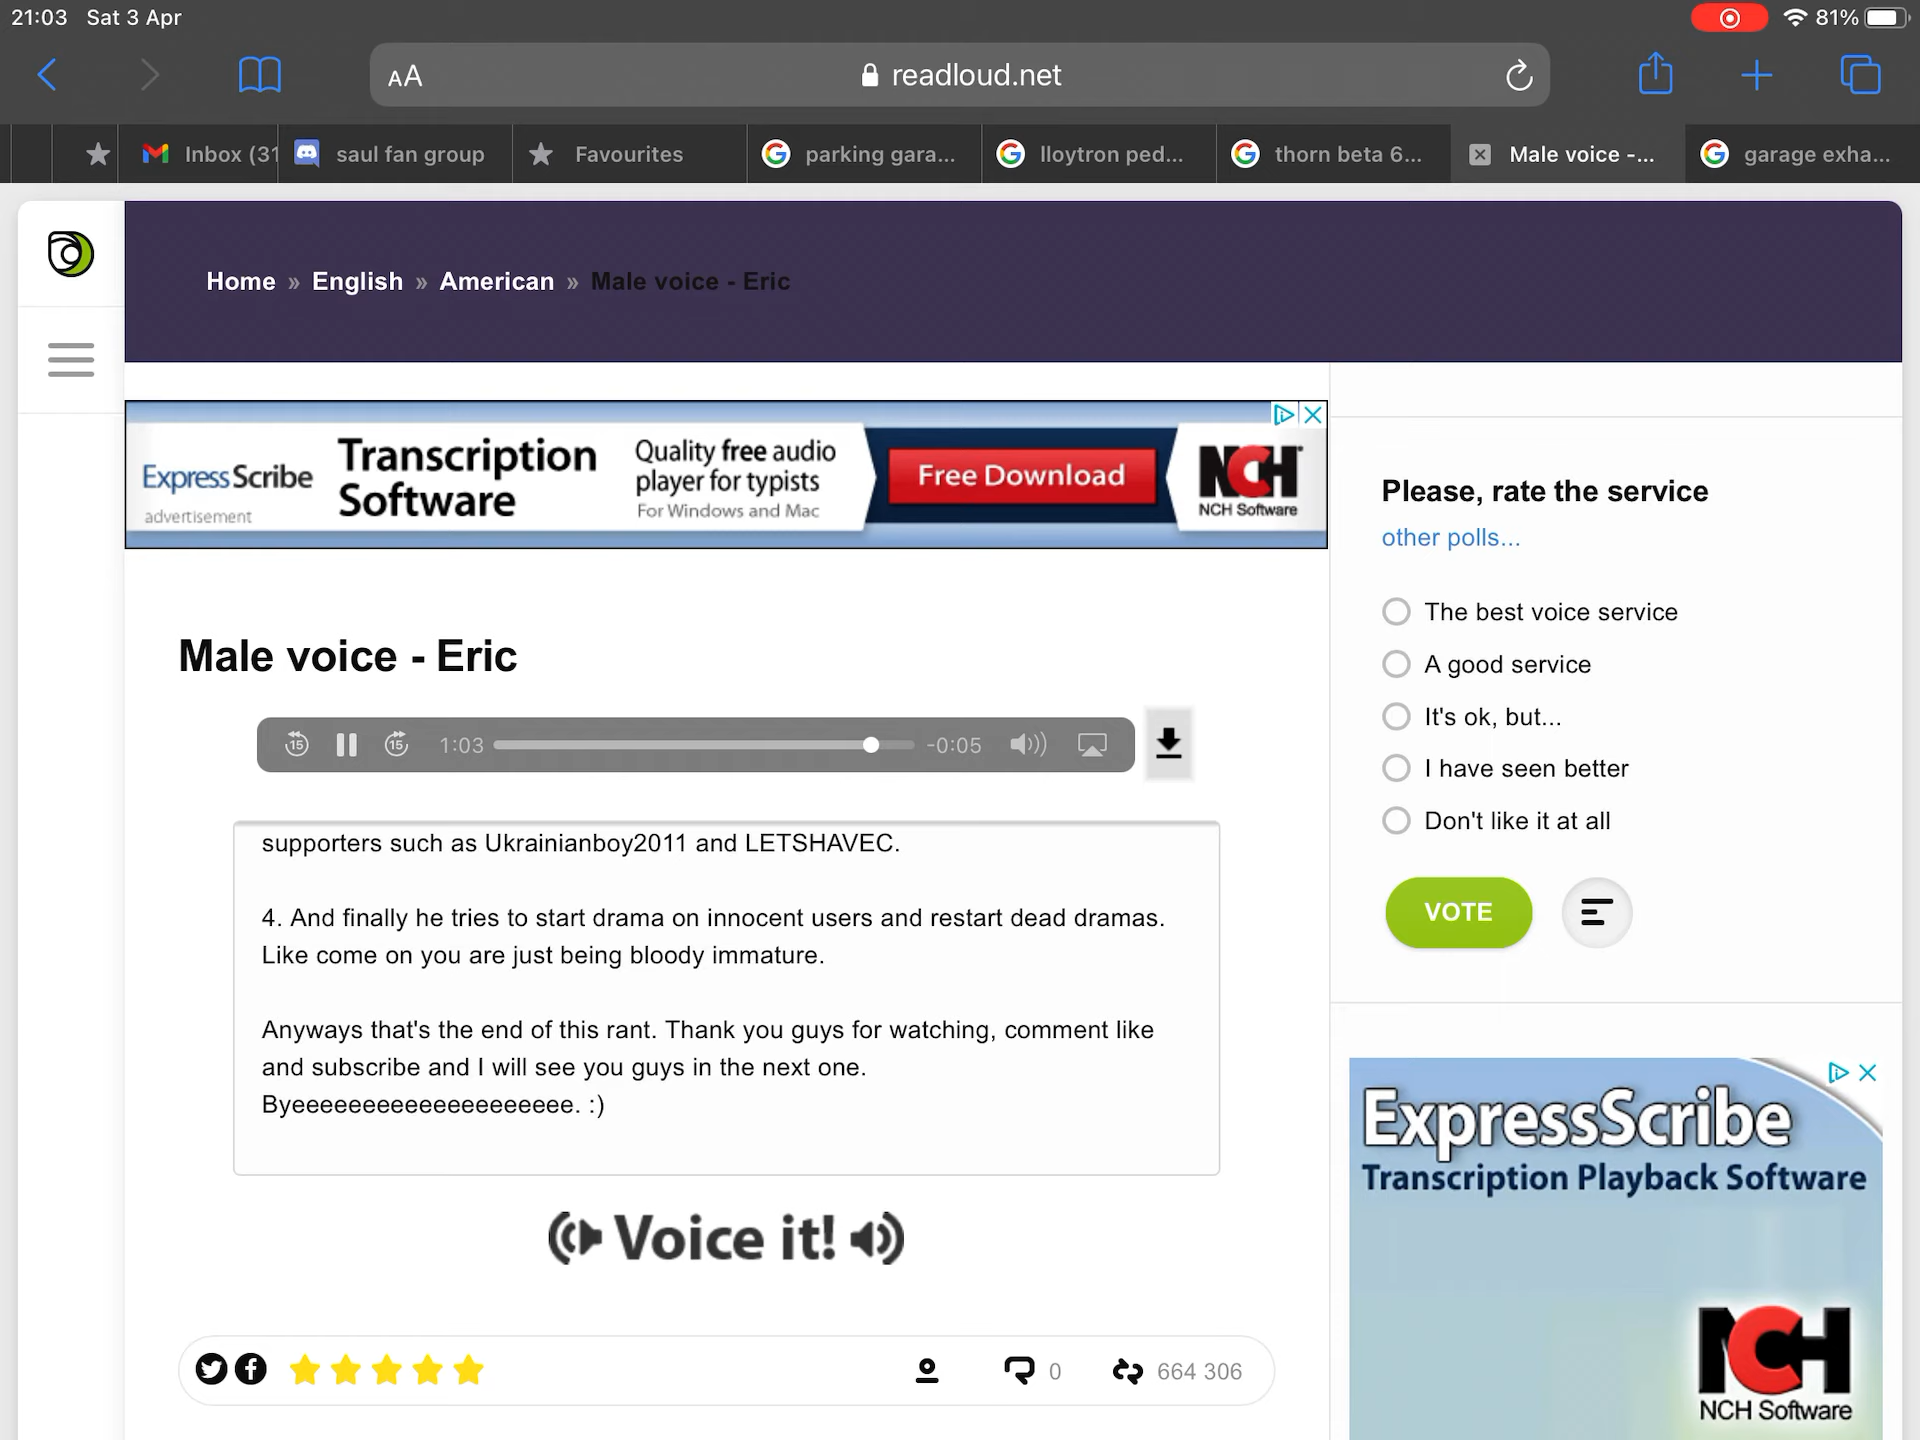 21:03 Sat 3 Apr
81%
AA readloud.net
Inbox (31
saul fan group
Favourites
parking gara...
lloytron ped...
thorn beta 6...
Male voice -...
garage exha...
Home » English » American » Male voice - Eric
ExpressScribe
advertisement
Transcription
Software
Quality free audio
player for typists
For Windows and Mac
Free Download
NCH
NCH Software
Male voice - Eric
15 15 1:03 -0:05
supporters such as Ukrainianboy2011 and LETSHAVEC.
4. And finally he tries to start drama on innocent users and restart dead dramas.
Like come on you are just being bloody immature.
Anyways that's the end of this rant. Thank you guys for watching, comment like
and subscribe and I will see you guys in the next one.
Byeeeeeeeeeeeeeeeeeeee. :)
Voice it!
0 664 306
Please, rate the service
other polls...
The best voice service
A good service
It's ok, but...
I have seen better
Don't like it at all
VOTE
ExpressScribe
Transcription Playback Software
NCH
NCH Software